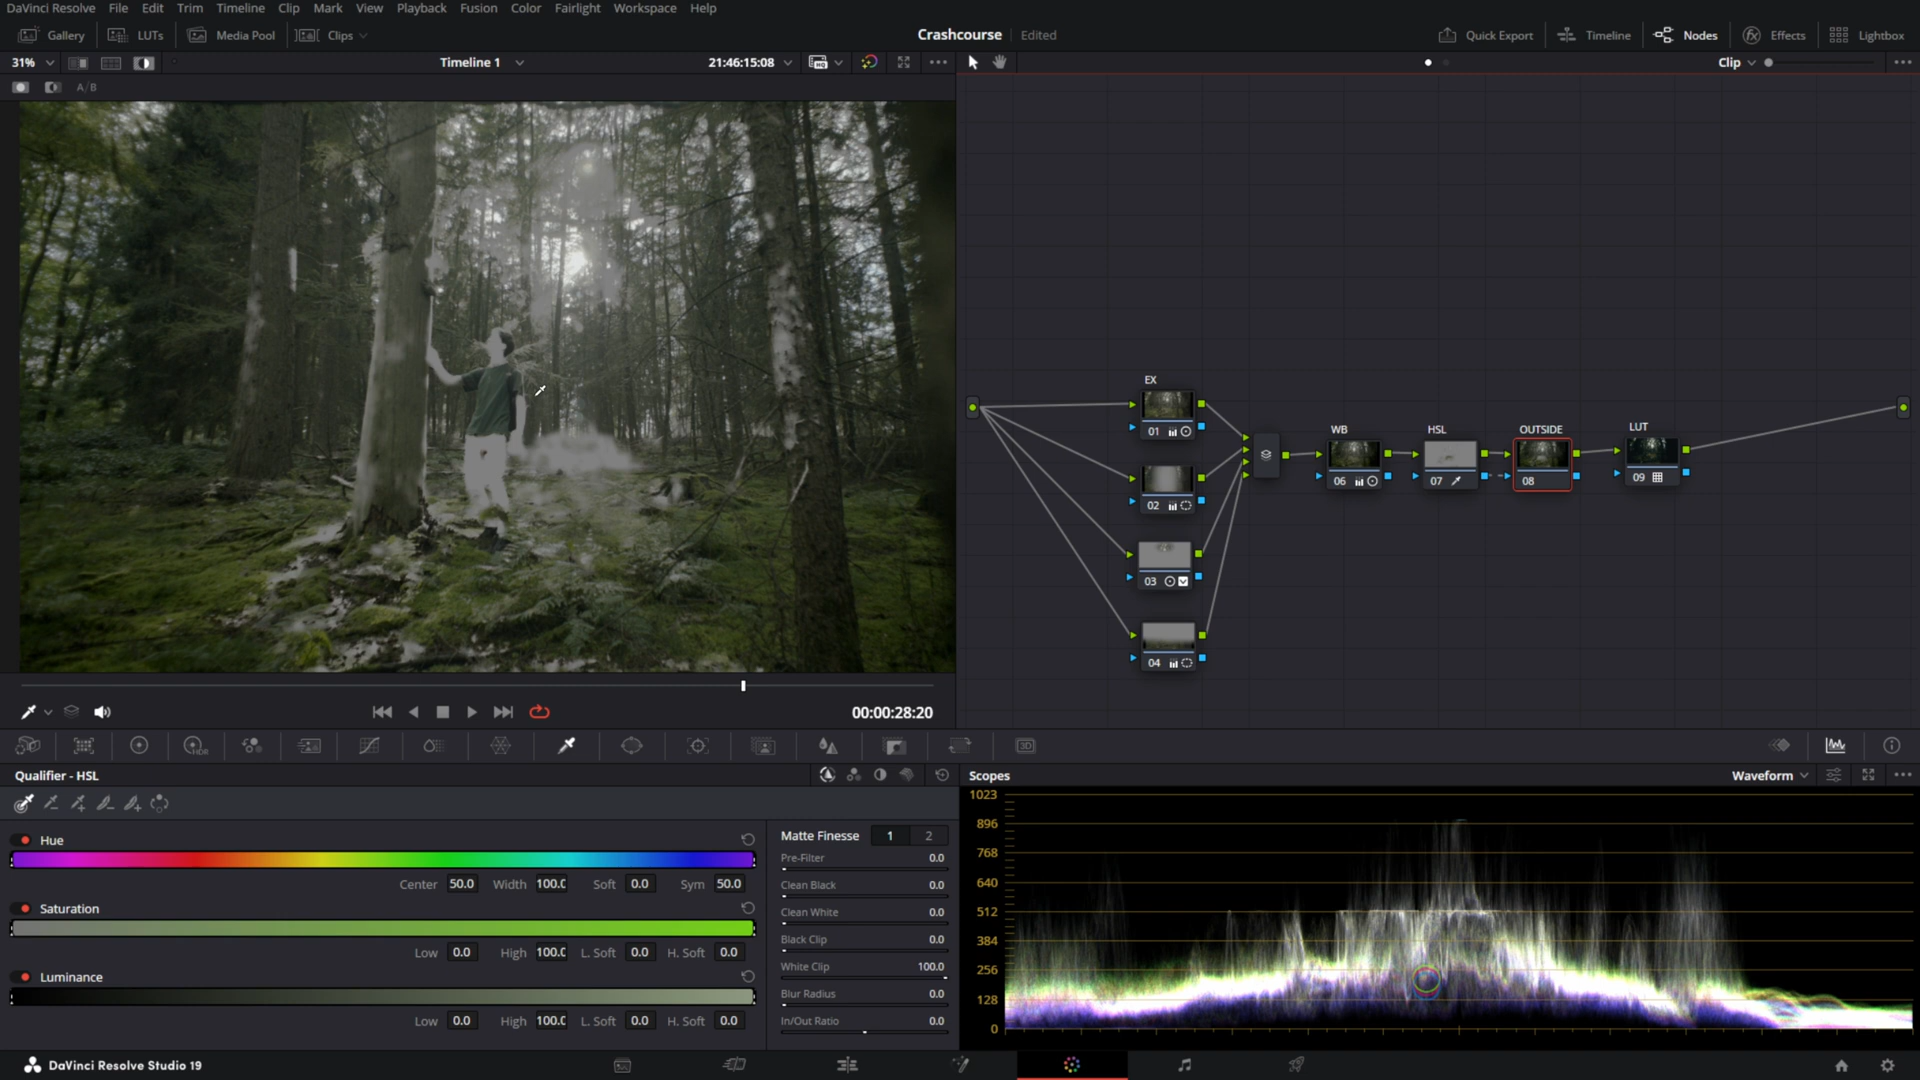 DaVinci Resolve File Edit Trim Timeline Clip Mark View Playback Fusion Color Fairlight Workspace Help
Gallery LUTs Media Pool Clips Crashcourse Edited Quick Export Timeline Nodes Effects Lightbox
31% Timeline 1 21:46:15:08 HQ Clip
A/B
EX
01
02
03
04
WB
06
HSL
07
OUTSIDE
08
LUT
09
00:00:28:20
HDR
3D
Qualifier - HSL
Hue
Center 50.0 Width 100.0 Soft 0.0 Sym 50.0
Saturation
Low 0.0 High 100.0 L. Soft 0.0 H. Soft 0.0
Luminance
Low 0.0 High 100.0 L. Soft 0.0 H. Soft 0.0
Matte Finesse 1 2
Pre-Filter 0.0
Clean Black 0.0
Clean White 0.0
Black Clip 0.0
White Clip 100.0
Blur Radius 0.0
In/Out Ratio 0.0
Scopes Waveform
1023
896
768
640
512
384
256
128
0
DaVinci Resolve Studio 19